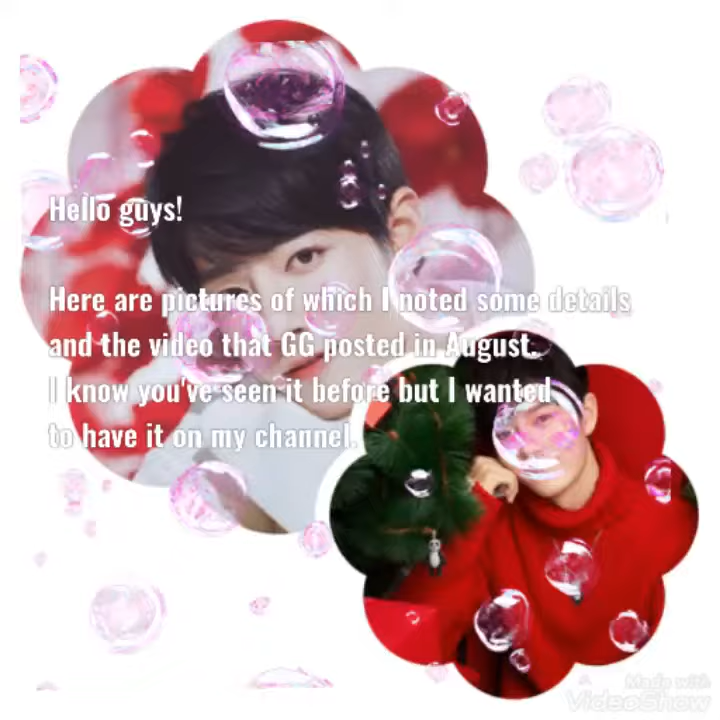 Hello guys!
Here are pictures of which I noted some details
and the video that GG posted in August.
I know you've seen it before but I wanted
to have it on my channel.
Made with
VideoShow